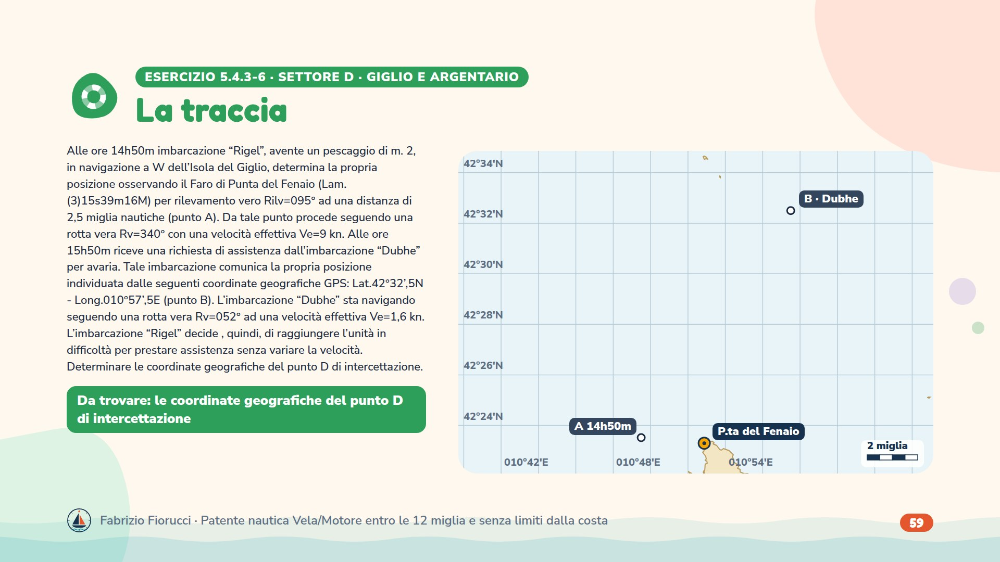 ESERCIZIO 5.4.3-6 · SETTORE D · GIGLIO E ARGENTARIO
La traccia
Alle ore 14h50m imbarcazione “Rigel”, avente un pescaggio di m. 2,
in navigazione a W dell’Isola del Giglio, determina la propria
posizione osservando il Faro di Punta del Fenaio (Lam.
(3)15s39m16M) per rilevamento vero Rilv=095° ad una distanza di
2,5 miglia nautiche (punto A). Da tale punto procede seguendo una
rotta vera Rv=340° con una velocità effettiva Ve=9 kn. Alle ore
15h50m riceve una richiesta di assistenza dall’imbarcazione “Dubhe”
per avaria. Tale imbarcazione comunica la propria posizione
individuata dalle seguenti coordinate geografiche GPS: Lat.42°32’,5N
- Long.010°57’,5E (punto B). L’imbarcazione “Dubhe” sta navigando
seguendo una rotta vera Rv=052° ad una velocità effettiva Ve=1,6 kn.
L’imbarcazione “Rigel” decide , quindi, di raggiungere l’unità in
difficoltà per prestare assistenza senza variare la velocità.
Determinare le coordinate geografiche del punto D di intercettazione.
Da trovare: le coordinate geografiche del punto D
di intercettazione
42°34'N
B · Dubhe
42°32'N
42°30'N
42°28'N
42°26'N
42°24'N
A 14h50m
P.ta del Fenaio
2 miglia
010°42'E
010°48'E
010°54'E
Fabrizio Fiorucci · Patente nautica Vela/Motore entro le 12 miglia e senza limiti dalla costa
59